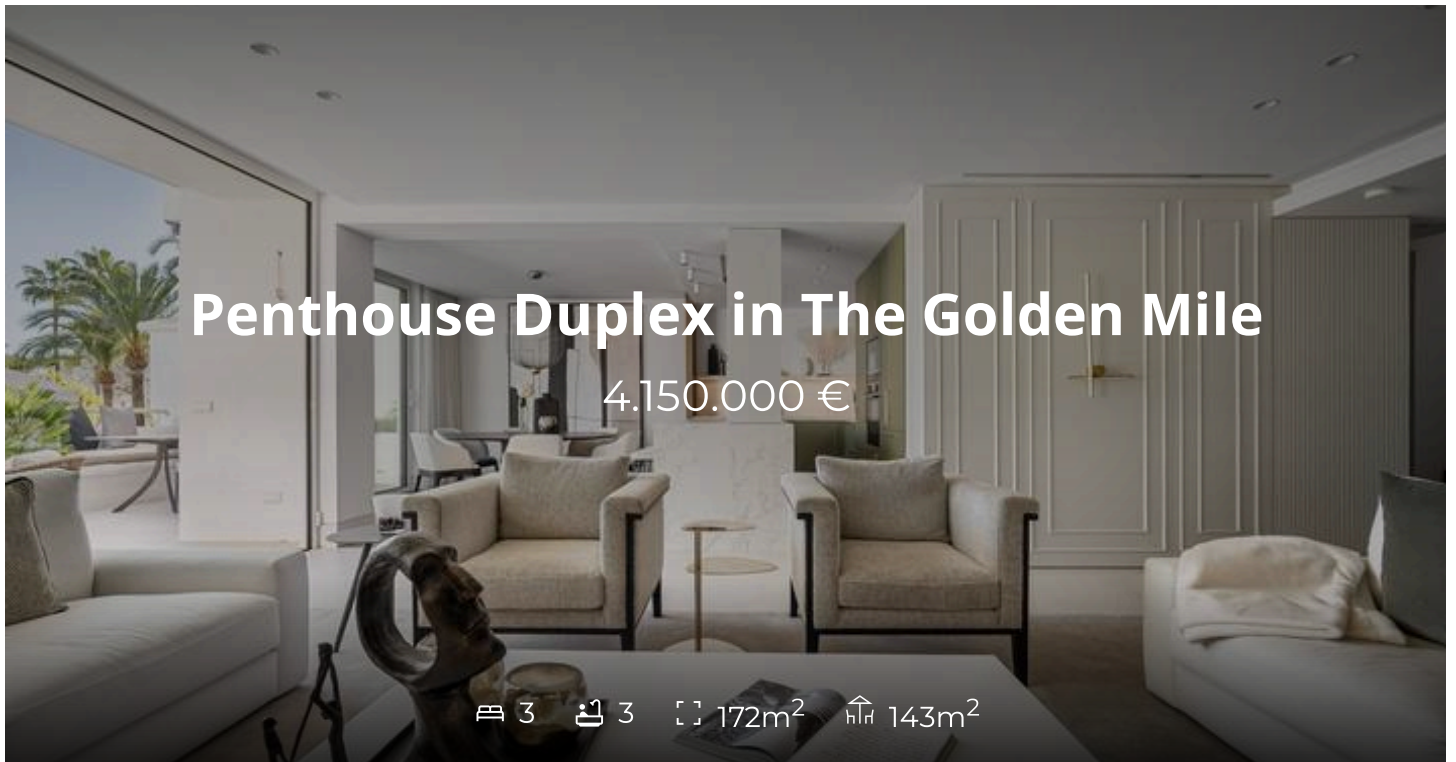 Penthouse Duplex in The Golden Mile
4.150.000 €
3 3 172m² 143m²